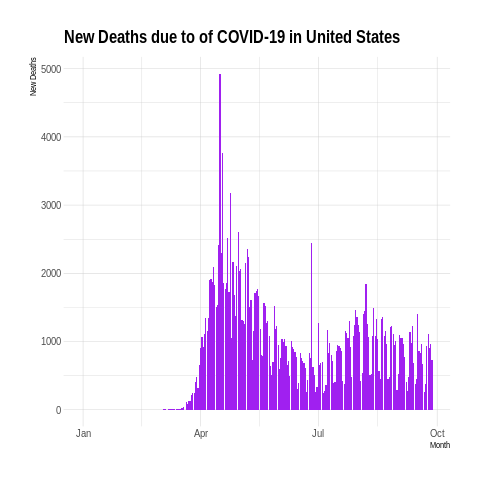 New Deaths due to of COVID-19 in United States
New Deaths
5000
4000
3000
2000
1000
0
Jan
Apr
Jul
Oct
Month